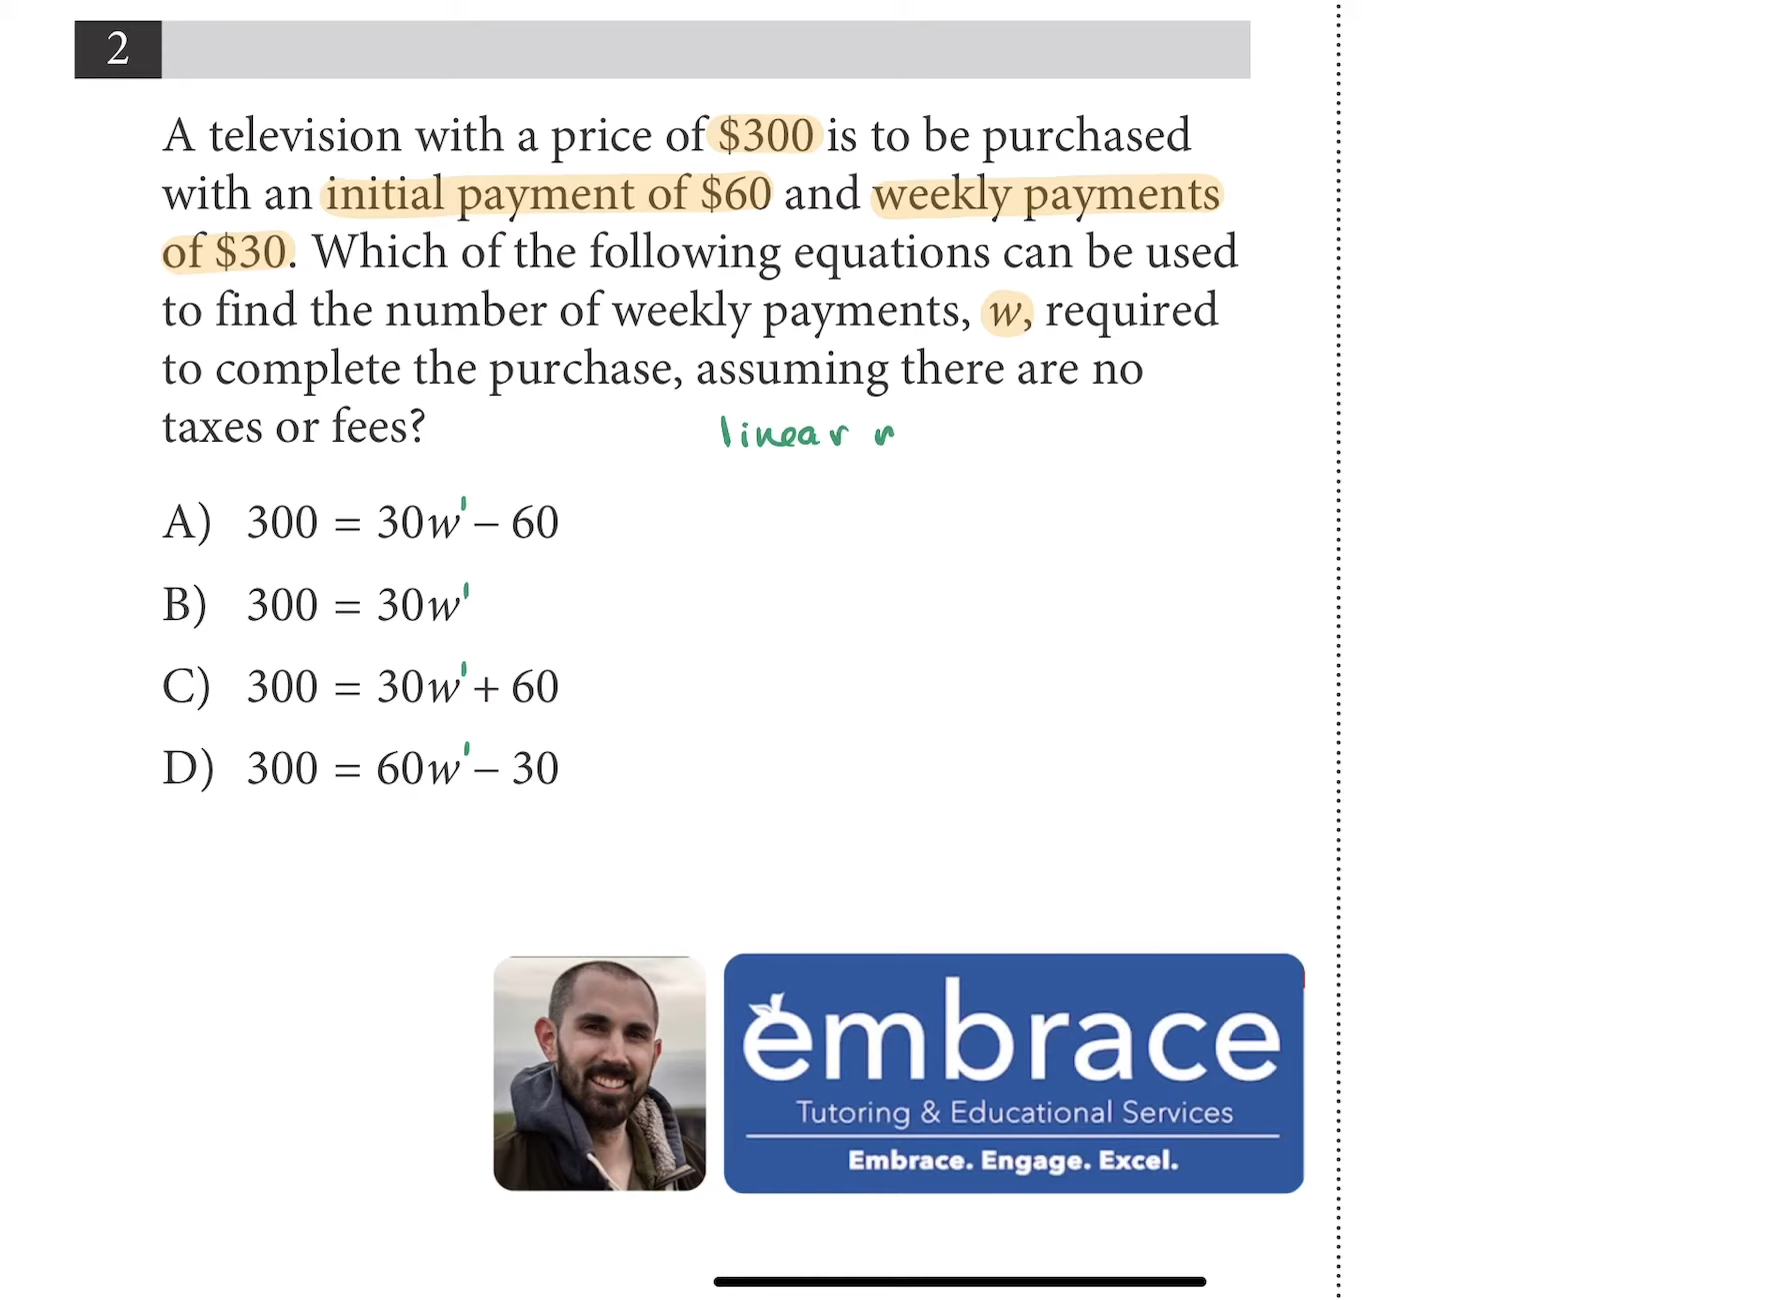 2
A television with a price of $300 is to be purchased
with an initial payment of $60 and weekly payments
of $30. Which of the following equations can be used
to find the number of weekly payments, w, required
to complete the purchase, assuming there are no
taxes or fees?
linear r
A) 300 = 30w' – 60
B) 300 = 30w'
C) 300 = 30w' + 60
D) 300 = 60w' – 30
embrace
Tutoring & Educational Services
Embrace. Engage. Excel.